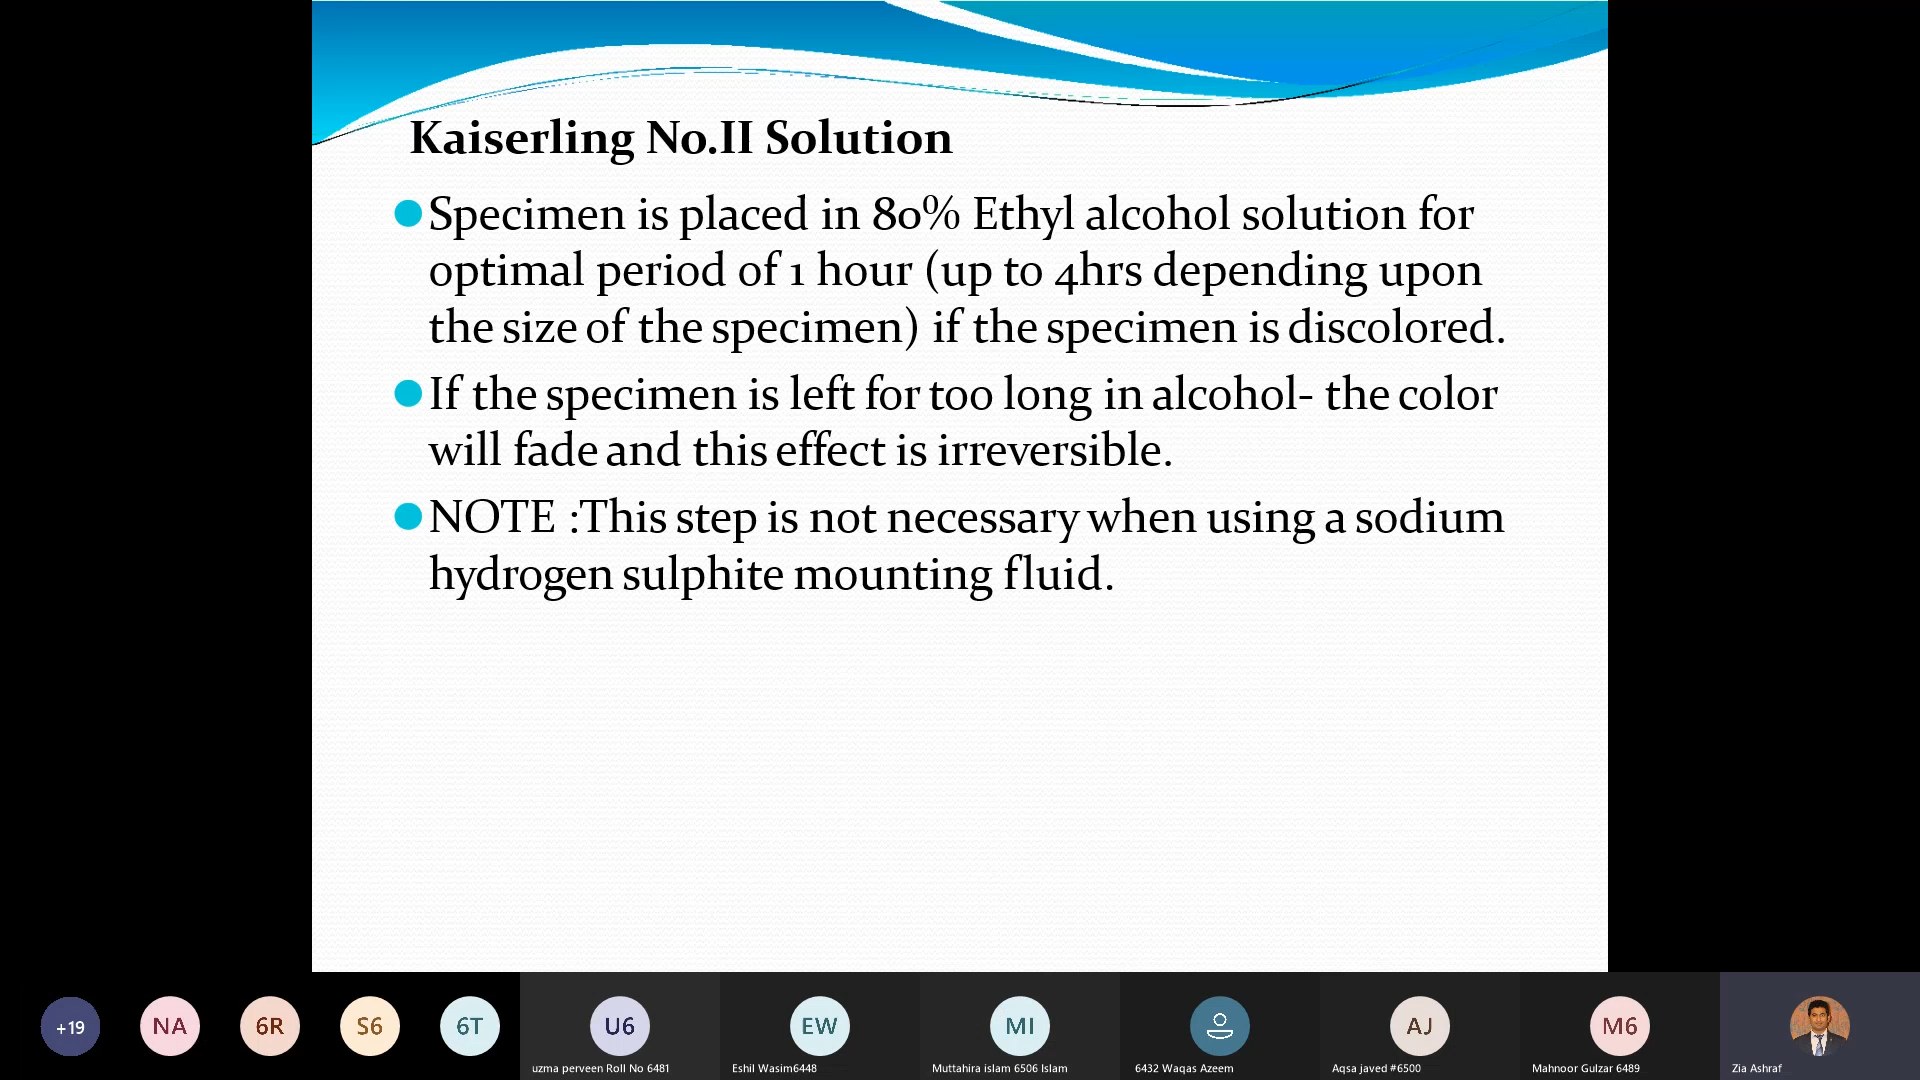 Kaiserling No.II Solution
Specimen is placed in 80% Ethyl alcohol solution for
optimal period of 1 hour (up to 4hrs depending upon
the size of the specimen) if the specimen is discolored.
If the specimen is left for too long in alcohol- the color
will fade and this effect is irreversible.
NOTE :This step is not necessary when using a sodium
hydrogen sulphite mounting fluid.
+19
NA
6R
S6
6T
U6
EW
MI
AJ
M6
uzma perveen Roll No 6481
Eshil Wasim6448
Muttahira islam 6506 Islam
6432 Waqas Azeem
Aqsa javed #6500
Mahnoor Gulzar 6489
Zia Ashraf